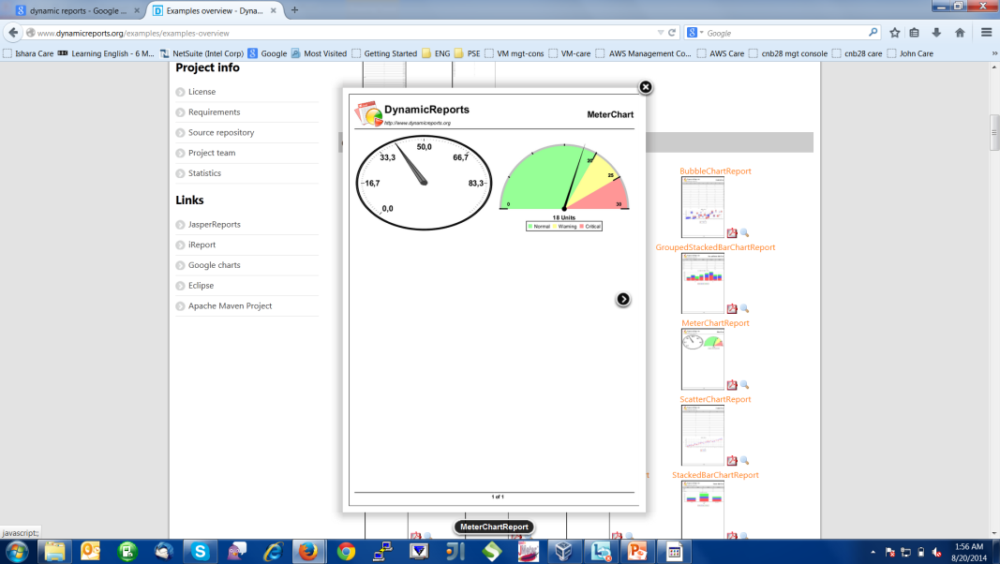 dynamic reports - Google ...
Examples overview - Dyna...
www.dynamicreports.org/examples/examples-overview
Google
Ishara Care
Learning English - 6 M...
NetSuite (Intel Corp)
Google
Most Visited
Getting Started
ENG
PSE
VM mgt-cons
VM-care
AWS Management Co...
AWS Care
cnb28 mgt console
cnb28 care
John Care
Project info
License
Requirements
Source repository
Project team
Statistics
Links
JasperReports
iReport
Google charts
Eclipse
Apache Maven Project
DynamicReports
http://www.dynamicreports.org
MeterChart
50,0
33,3
66,7
16,7
83,3
0,0
20
25
0
30
18 Units
Normal Warning Critical
1 of 1
MeterChartReport
BubbleChartReport
GroupedStackedBarChartReport
MeterChartReport
ScatterChartReport
StackedBarChartReport
javascript:;
1:56 AM
8/20/2014